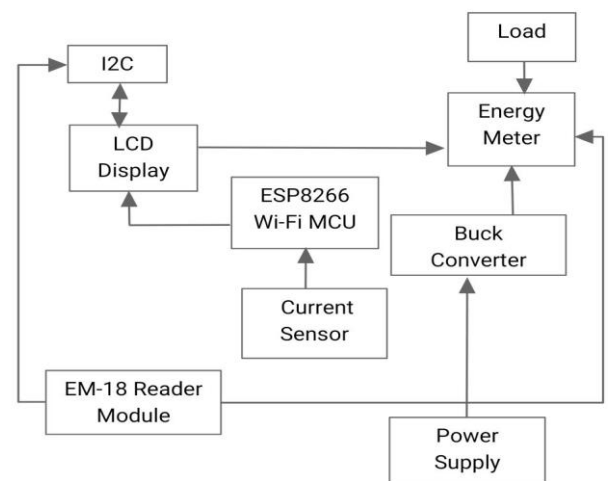 Load
I2C
Energy
Meter
LCD
Display
ESP8266
Wi-Fi MCU
Buck
Converter
Current
Sensor
EM-18 Reader
Module
Power
Supply